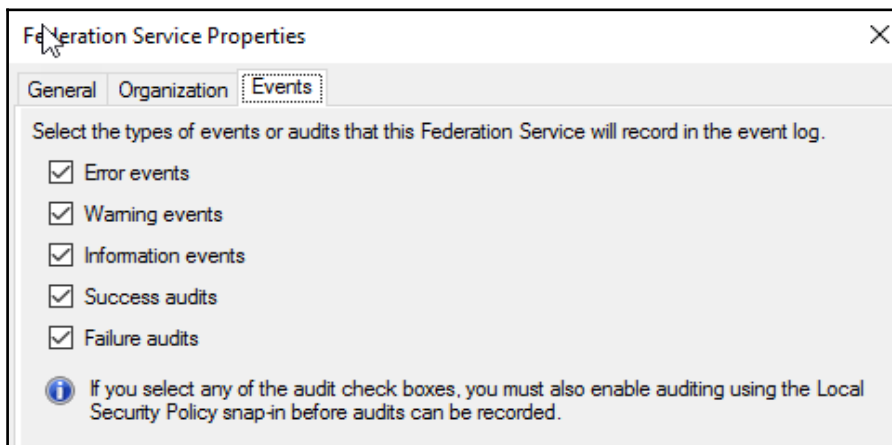 Federation Service Properties
General Organization Events
Select the types of events or audits that this Federation Service will record in the event log.
Error events
Warning events
Information events
Success audits
Failure audits
If you select any of the audit check boxes, you must also enable auditing using the Local
Security Policy snap-in before audits can be recorded.